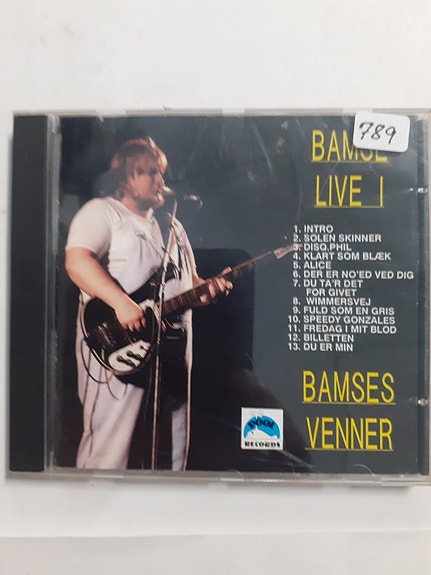 789
BAMSE
LIVE I
1. INTRO
2. SOLEN SKINNER
3. DISQ.PHIL
4. KLART SOM BLÆK
5. ALICE
6. DER ER NO'ED VED DIG
7. DU TA'R DET
FOR GIVET
8. WIMMERSVEJ
9. FULD SOM EN GRIS
10. SPEEDY GONZALES
11. FREDAG I MIT BLOD
12. BILLETTEN
13. DU ER MIN
BAMSES
VENNER
RECORDS